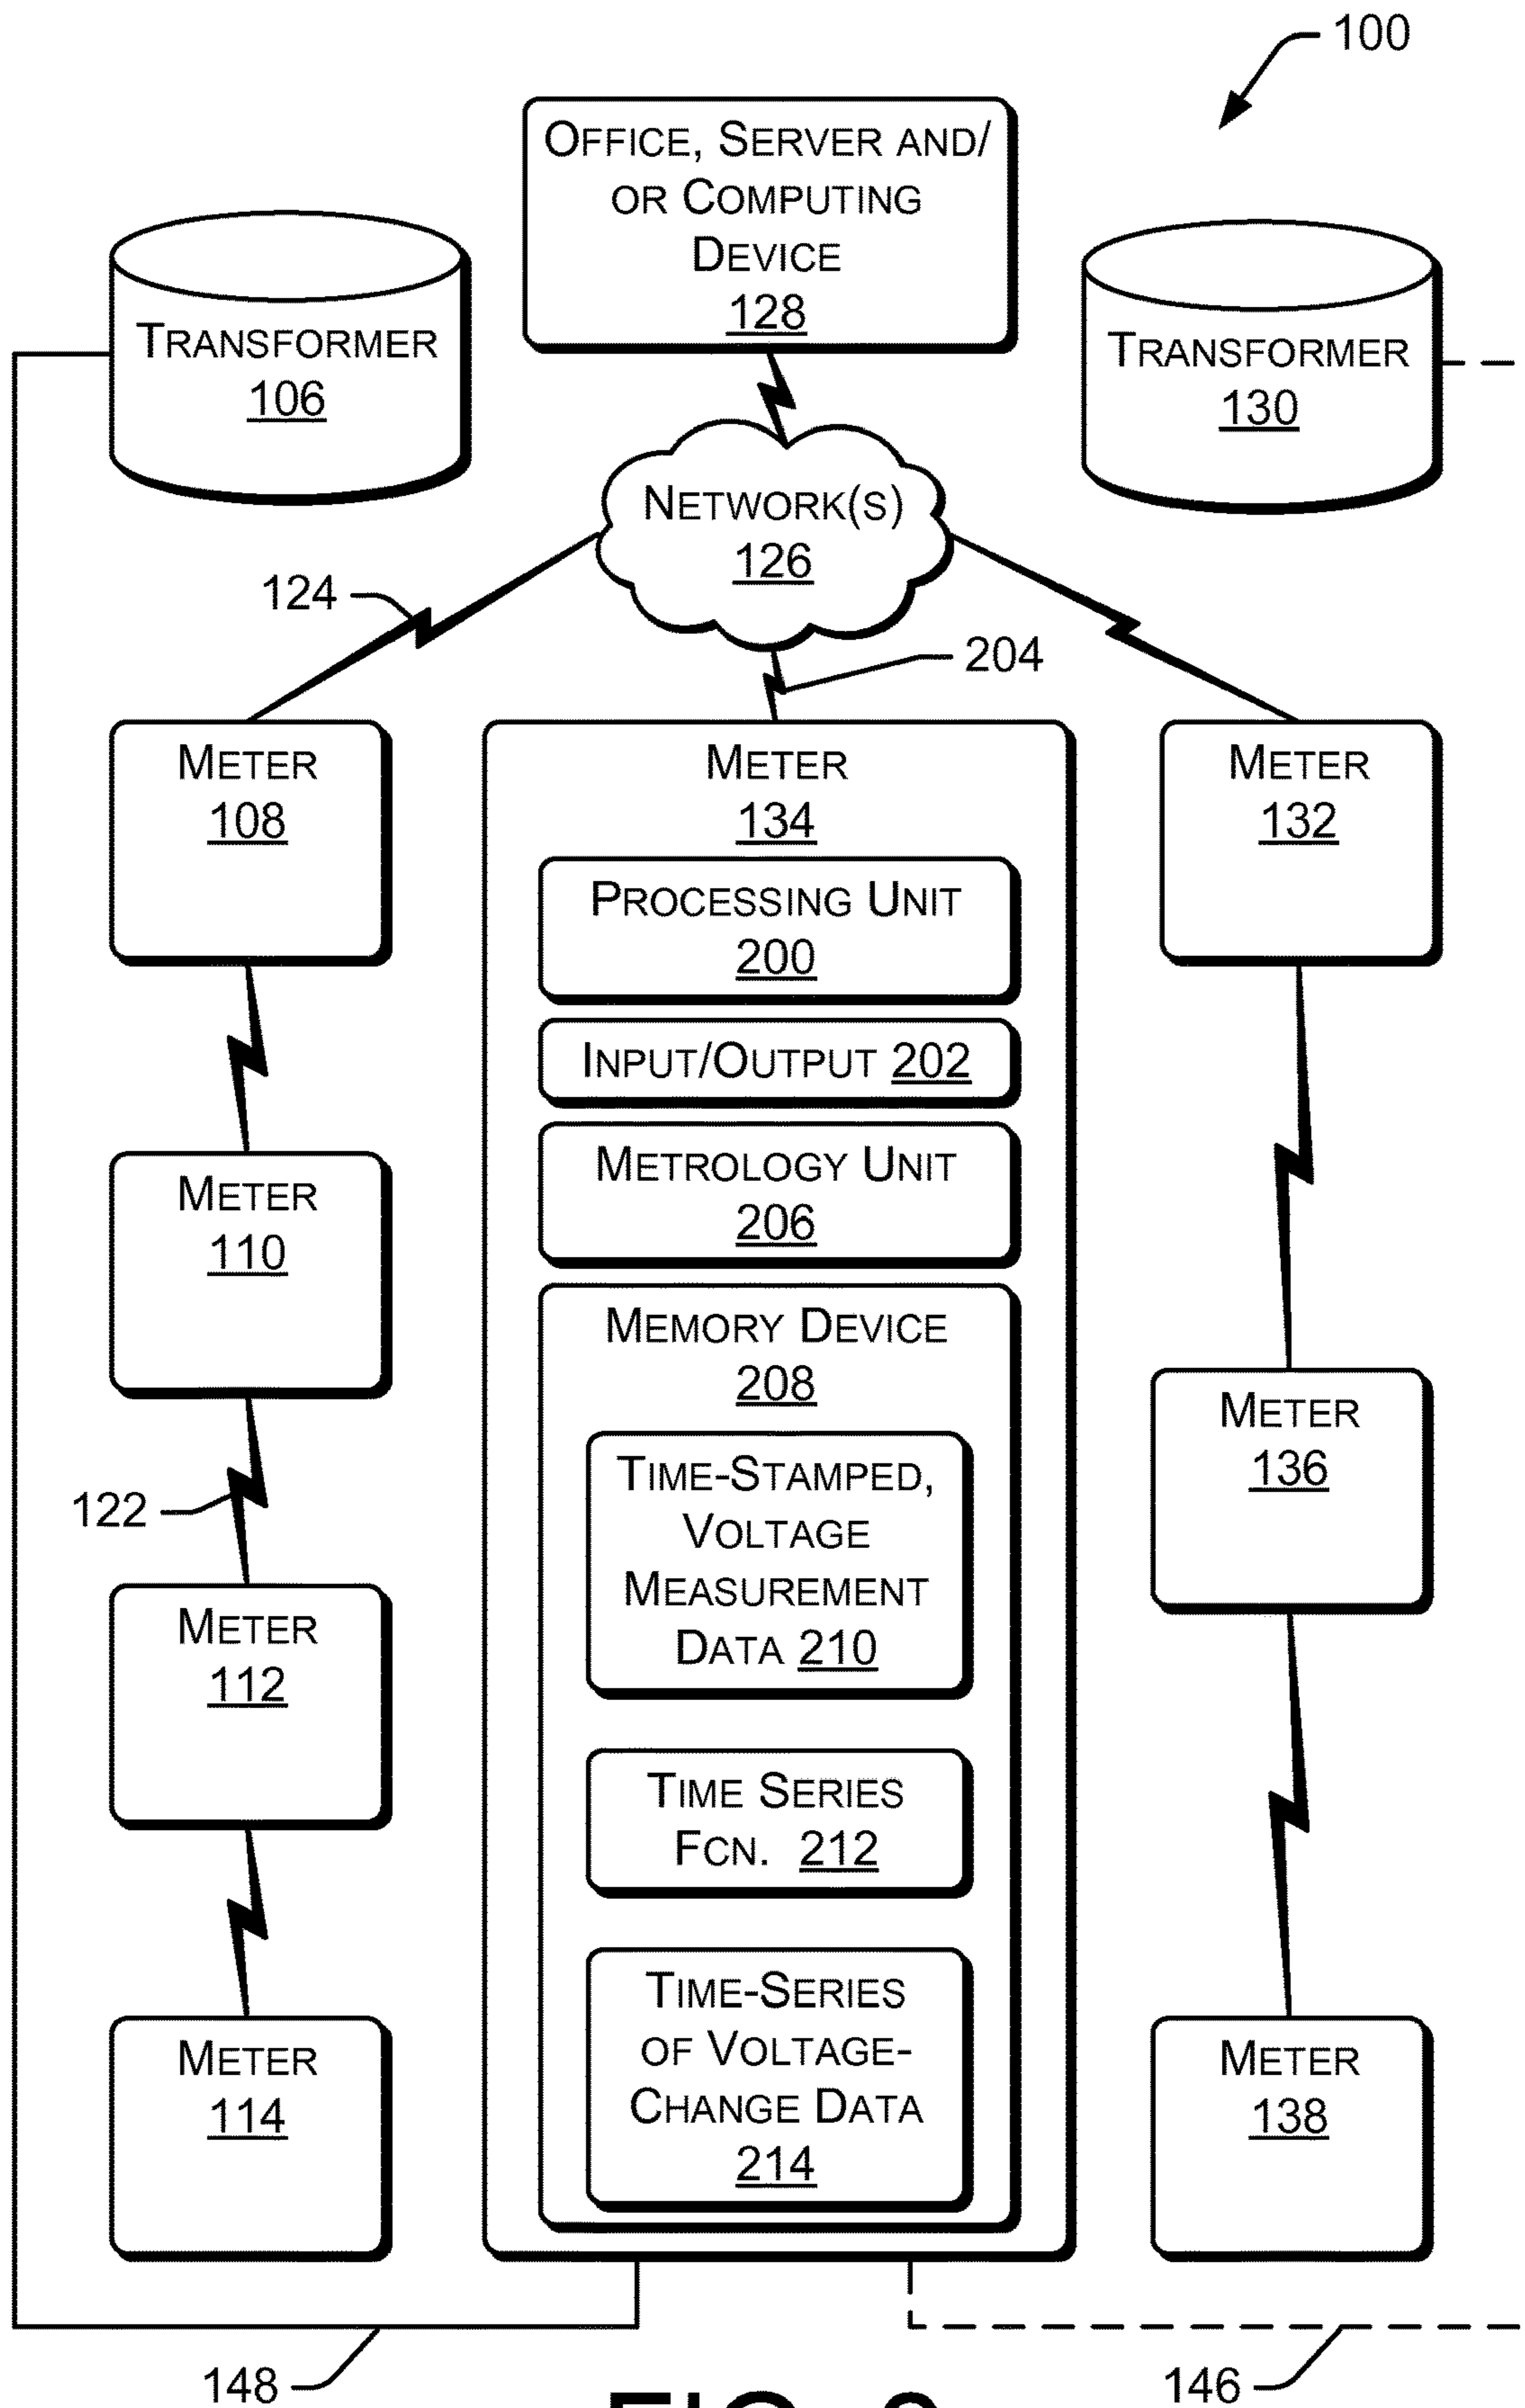 100
OFFICE, SERVER AND/
OR COMPUTING
DEVICE
128
TRANSFORMER
106
TRANSFORMER
130
NETWORK(S)
126
124
204
METER
108
METER
134
METER
132
PROCESSING UNIT
200
INPUT/OUTPUT 202
METROLOGY UNIT
206
METER
110
MEMORY DEVICE
208
METER
136
TIME-STAMPED,
VOLTAGE
MEASUREMENT
DATA 210
122
METER
112
TIME SERIES
FCN. 212
TIME-SERIES
OF VOLTAGE-
CHANGE DATA
214
METER
114
METER
138
148
146
FIG.